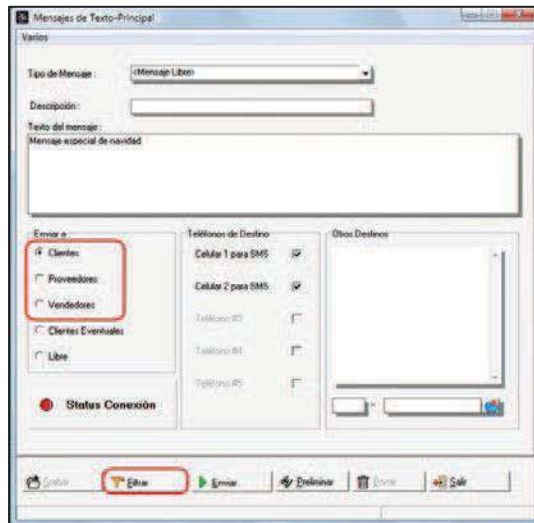 Mensajes de Texto-Principal
Varios
Tipo de Mensaje :
<Mensaje Libre>
Descripción :
Texto del mensaje :
Mensaje especial de navidad
Enviar a
Clientes
Proveedores
Vendedores
Clientes Eventuales
Libre
Status Conexión
Teléfonos de Destino
Celular 1 para SMS
Celular 2 para SMS
Teléfono #3
Teléfono #4
Teléfono #5
Otros Destinos
-
Grabar
Filtrar
Enviar
Preliminar
Borrar
Salir